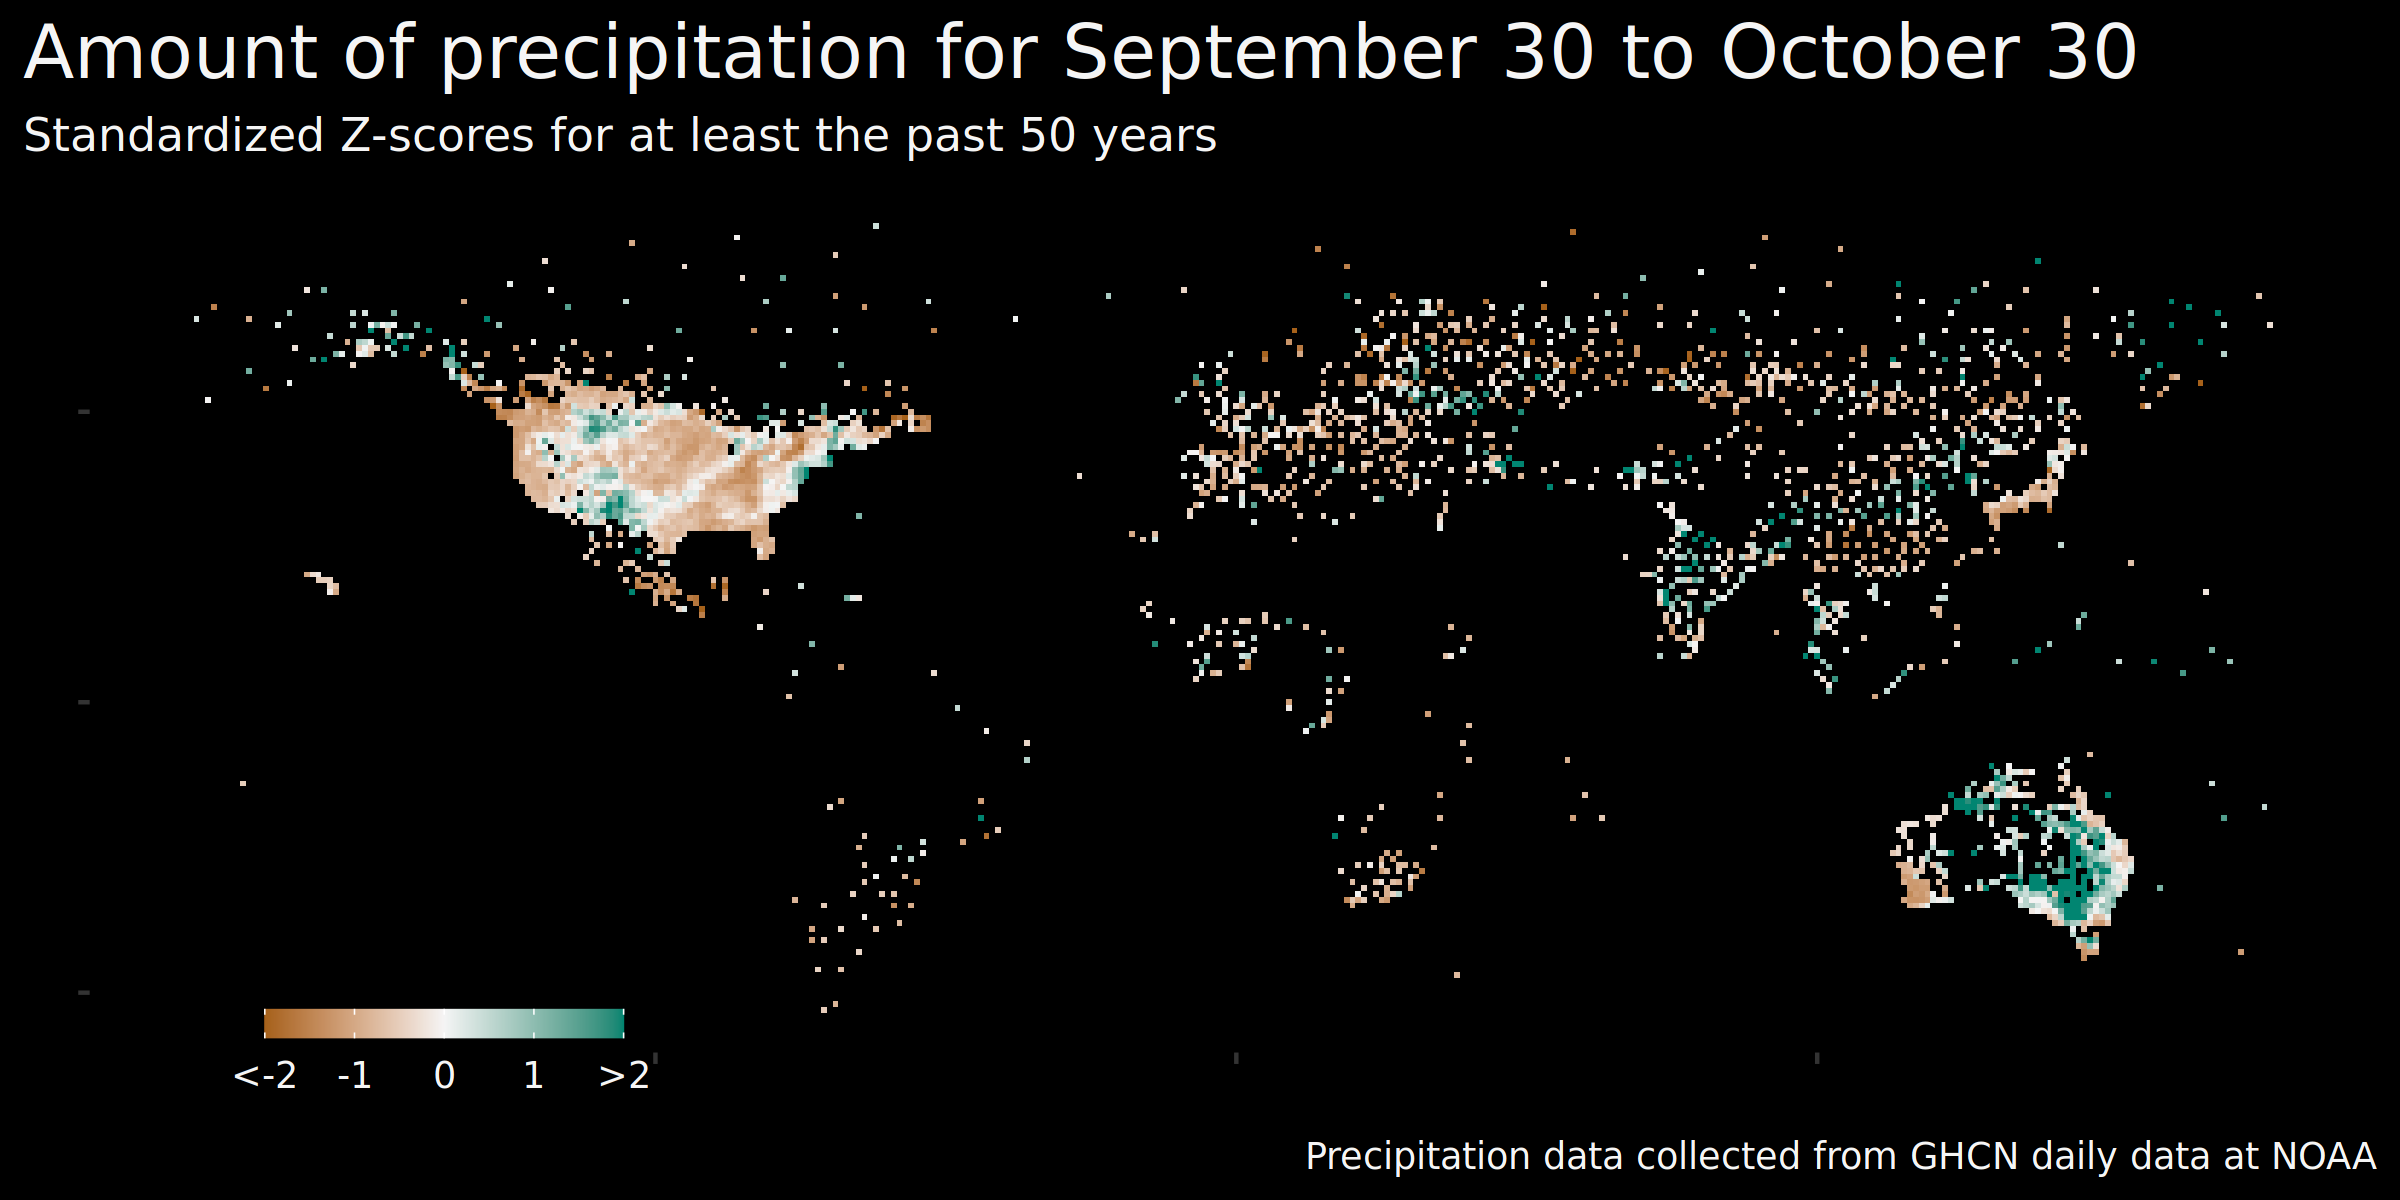 Amount of precipitation for September 30 to October 30
Standardized Z-scores for at least the past 50 years
<-2 -1 0 1 >2
Precipitation data collected from GHCN daily data at NOAA